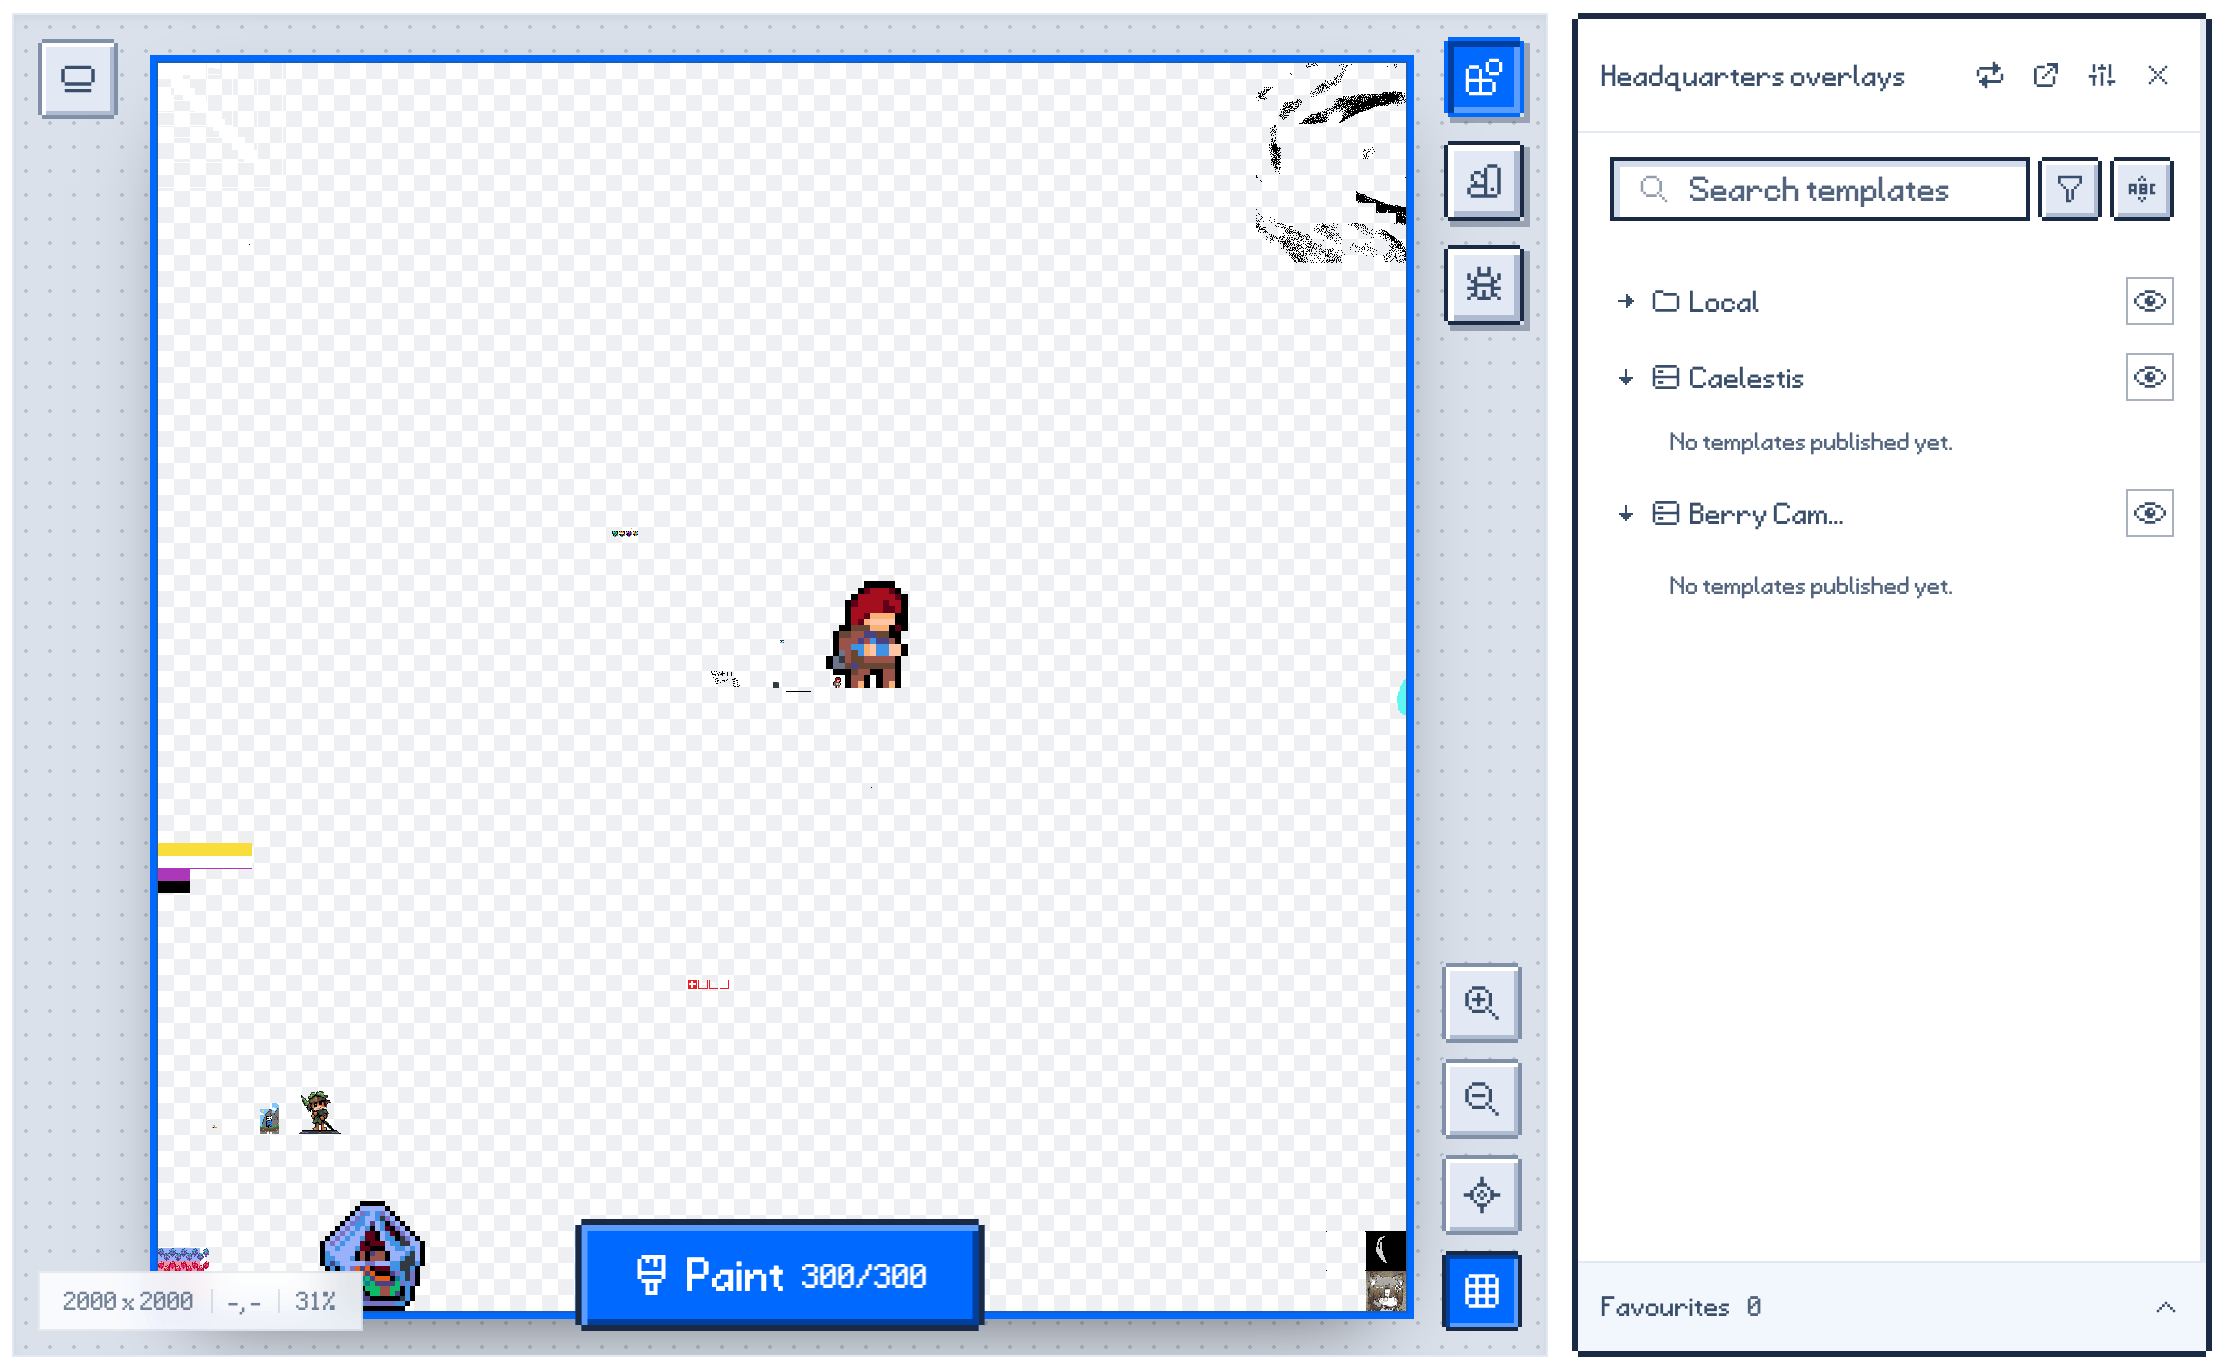 Headquarters overlays
Search templates
ABC
Local
Caelestis
No templates published yet.
Berry Cam...
No templates published yet.
Paint 300/300
2000 x 2000 -,- 31%
Favourites 0